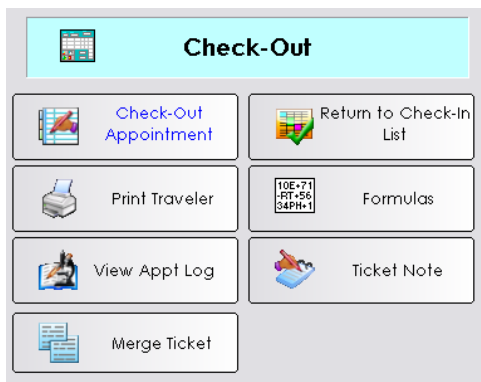 Check-Out
Check-Out
Appointment
Return to Check-In
List
Print Traveler
10E+71
-RT+56
34PH+1
Formulas
View Appt Log
Ticket Note
Merge Ticket